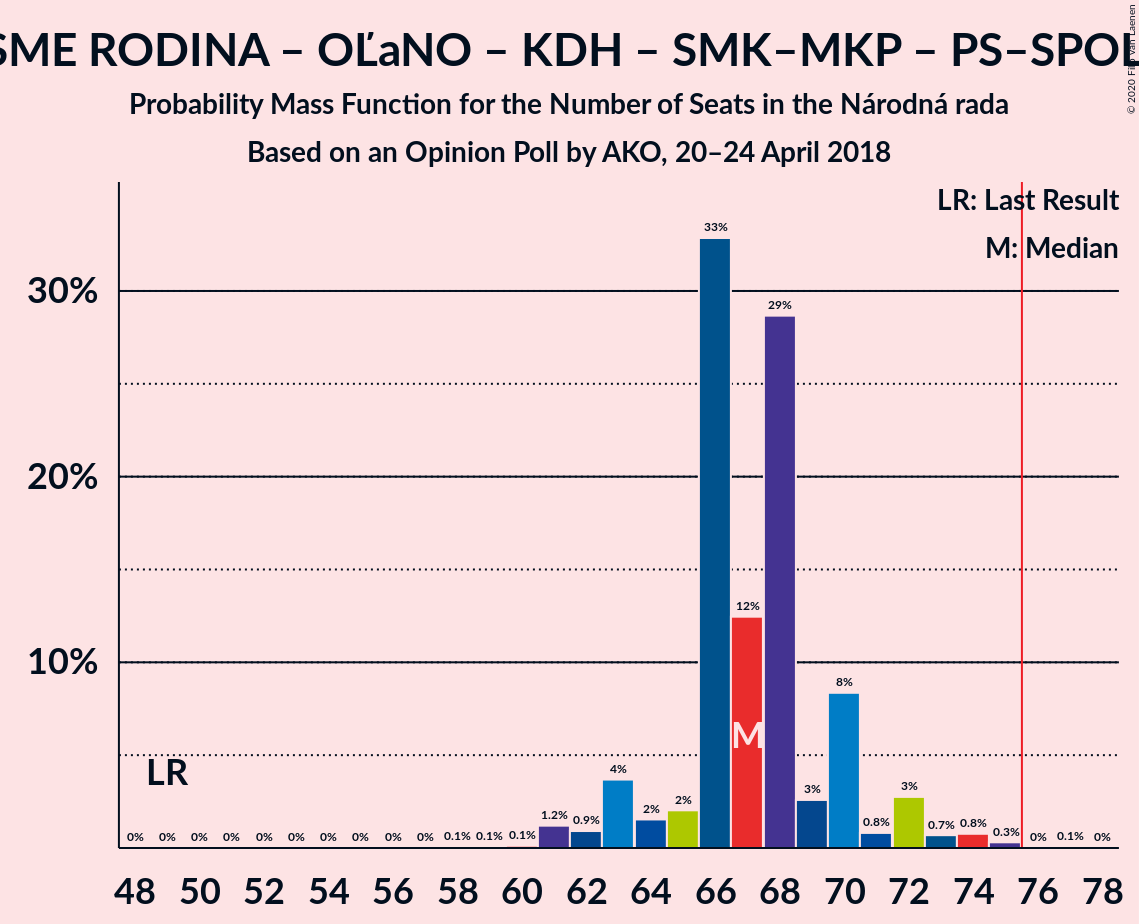 SME RODINA – OĽaNO – KDH – SMK–MKP – PS–SPOL
Probability Mass Function for the Number of Seats in the Národná rada
Based on an Opinion Poll by AKO, 20–24 April 2018
© 2020 Filip van Laenen
LR: Last Result
M: Median
30%
20%
10%
LR
M
0% 0% 0% 0% 0% 0% 0% 0% 0% 0% 0.1% 0.1% 0.1% 1.2% 0.9% 4% 2% 2% 33% 12% 29% 3% 8% 0.8% 3% 0.7% 0.8% 0.3% 0% 0.1% 0%
48 50 52 54 56 58 60 62 64 66 68 70 72 74 76 78